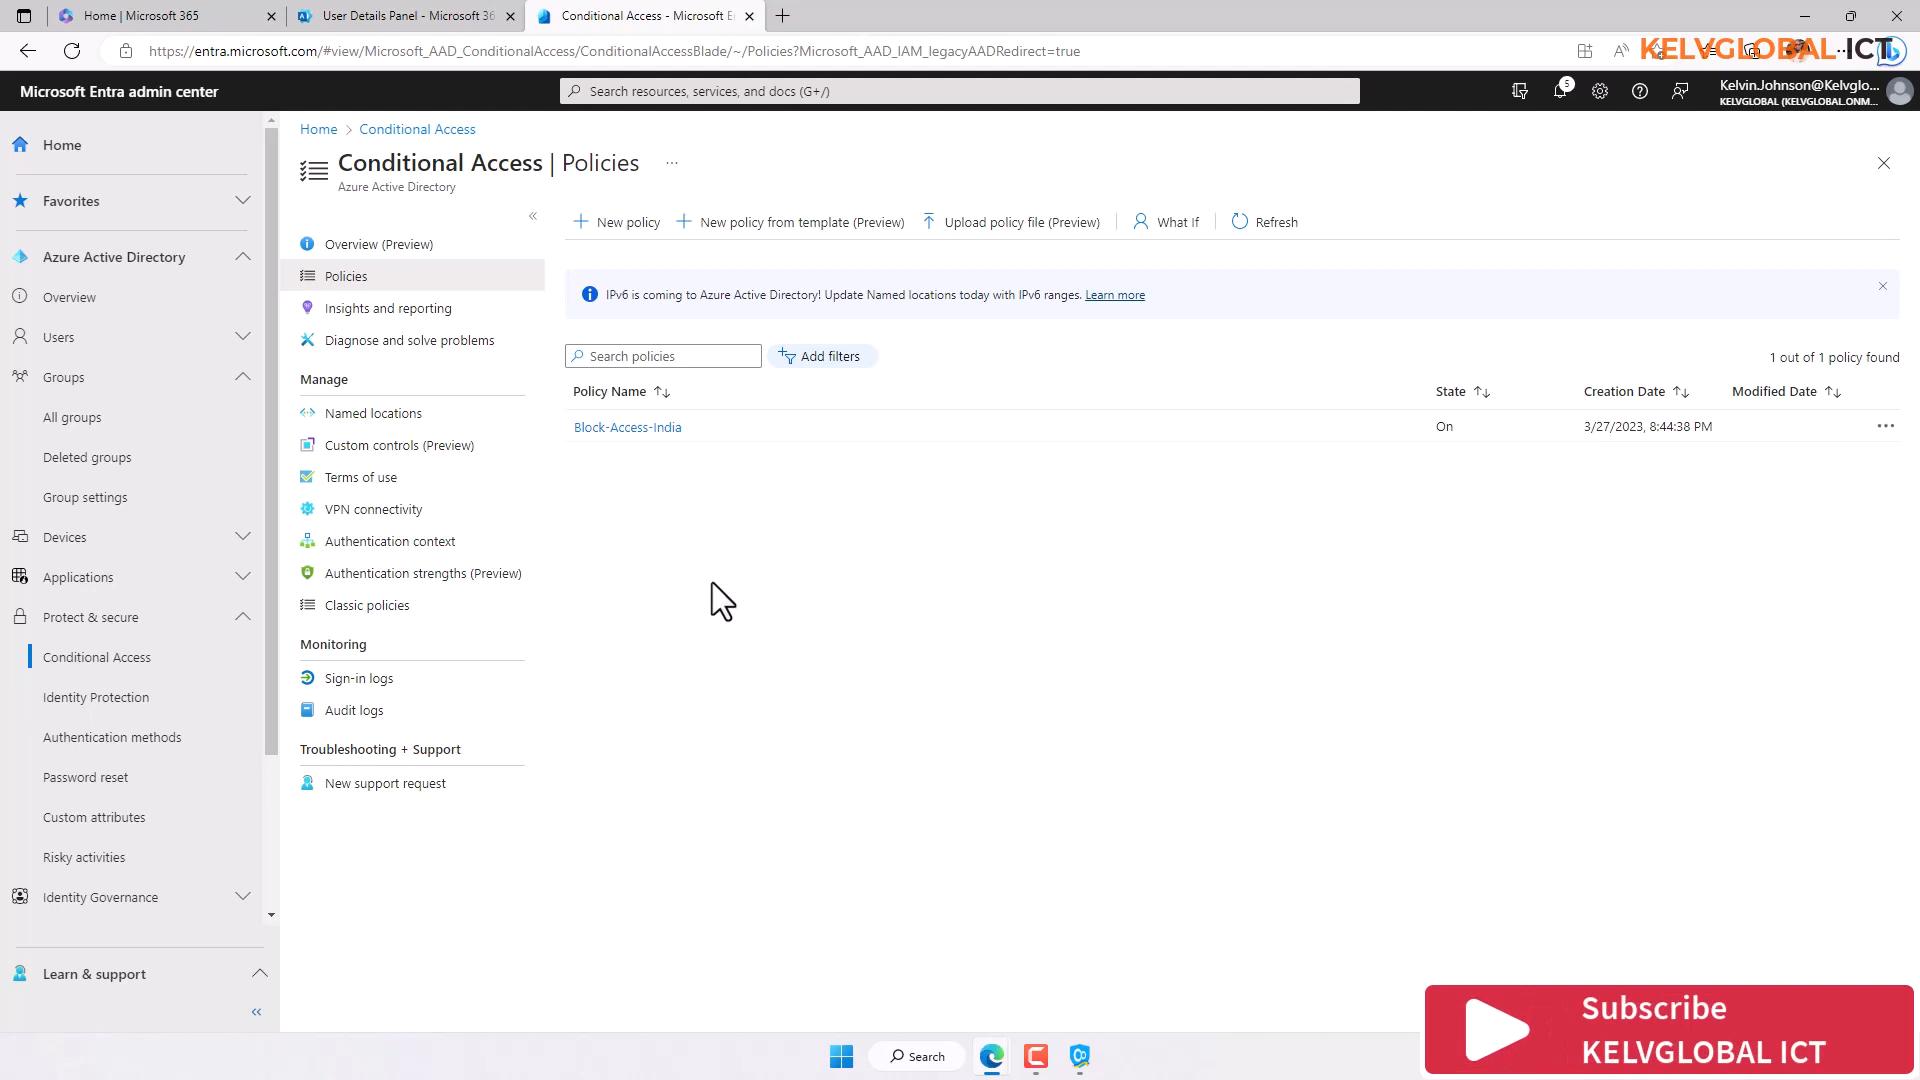 Home | Microsoft 365
User Details Panel - Microsoft 36
Conditional Access - Microsoft E
https://entra.microsoft.com/#view/Microsoft_AAD_ConditionalAccess/ConditionalAccessBlade/~/Policies?Microsoft_AAD_IAM_legacyAADRedirect=true
KELVGLOBAL ICT
Microsoft Entra admin center
Search resources, services, and docs (G+/)
5
Kelvin.Johnson@Kelvglo...
KELVGLOBAL (KELVGLOBAL.ONM...
Home
Favorites
Azure Active Directory
Overview
Users
Groups
All groups
Deleted groups
Group settings
Devices
Applications
Protect & secure
Conditional Access
Identity Protection
Authentication methods
Password reset
Custom attributes
Risky activities
Identity Governance
Learn & support
Home > Conditional Access
Conditional Access | Policies ...
Azure Active Directory
Overview (Preview)
Policies
Insights and reporting
Diagnose and solve problems
Manage
Named locations
Custom controls (Preview)
Terms of use
VPN connectivity
Authentication context
Authentication strengths (Preview)
Classic policies
Monitoring
Sign-in logs
Audit logs
Troubleshooting + Support
New support request
New policy New policy from template (Preview) Upload policy file (Preview) What If Refresh
IPv6 is coming to Azure Active Directory! Update Named locations today with IPv6 ranges. Learn more
Search policies Add filters
1 out of 1 policy found
Policy Name State Creation Date Modified Date
Block-Access-India On 3/27/2023, 8:44:38 PM
Subscribe
KELVGLOBAL ICT
Search